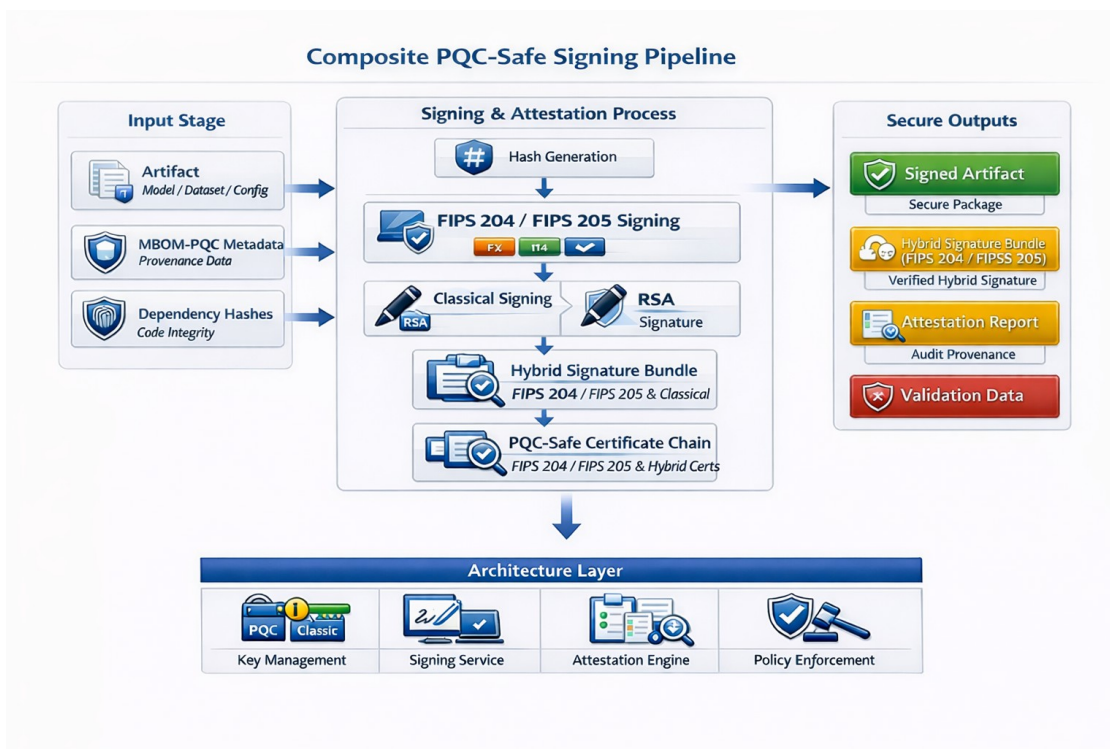 Composite PQC-Safe Signing Pipeline
Input Stage
Artifact
Model / Dataset / Config
MBOM-PQC Metadata
Provenance Data
Dependency Hashes
Code Integrity
Signing & Attestation Process
#
Hash Generation
FIPS 204 / FIPS 205 Signing
FX
Classical Signing
RSA
RSA
Signature
Hybrid Signature Bundle
FIPS 204 / FIPS 205 & Classical
PQC-Safe Certificate Chain
FIPS 204 / FIPS 205 & Hybrid Certs
Secure Outputs
Signed Artifact
Secure Package
Hybrid Signature Bundle
(FIPS 204 / FIPSS 205)
Verified Hybrid Signature
Attestation Report
Audit Provenance
Validation Data
Architecture Layer
PQC
i
Classic
Key Management
Signing Service
Attestation Engine
Policy Enforcement